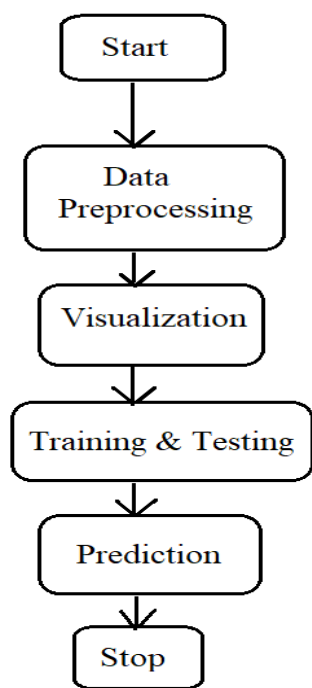 Start
Data
Preprocessing
Visualization
Training & Testing
Prediction
Stop